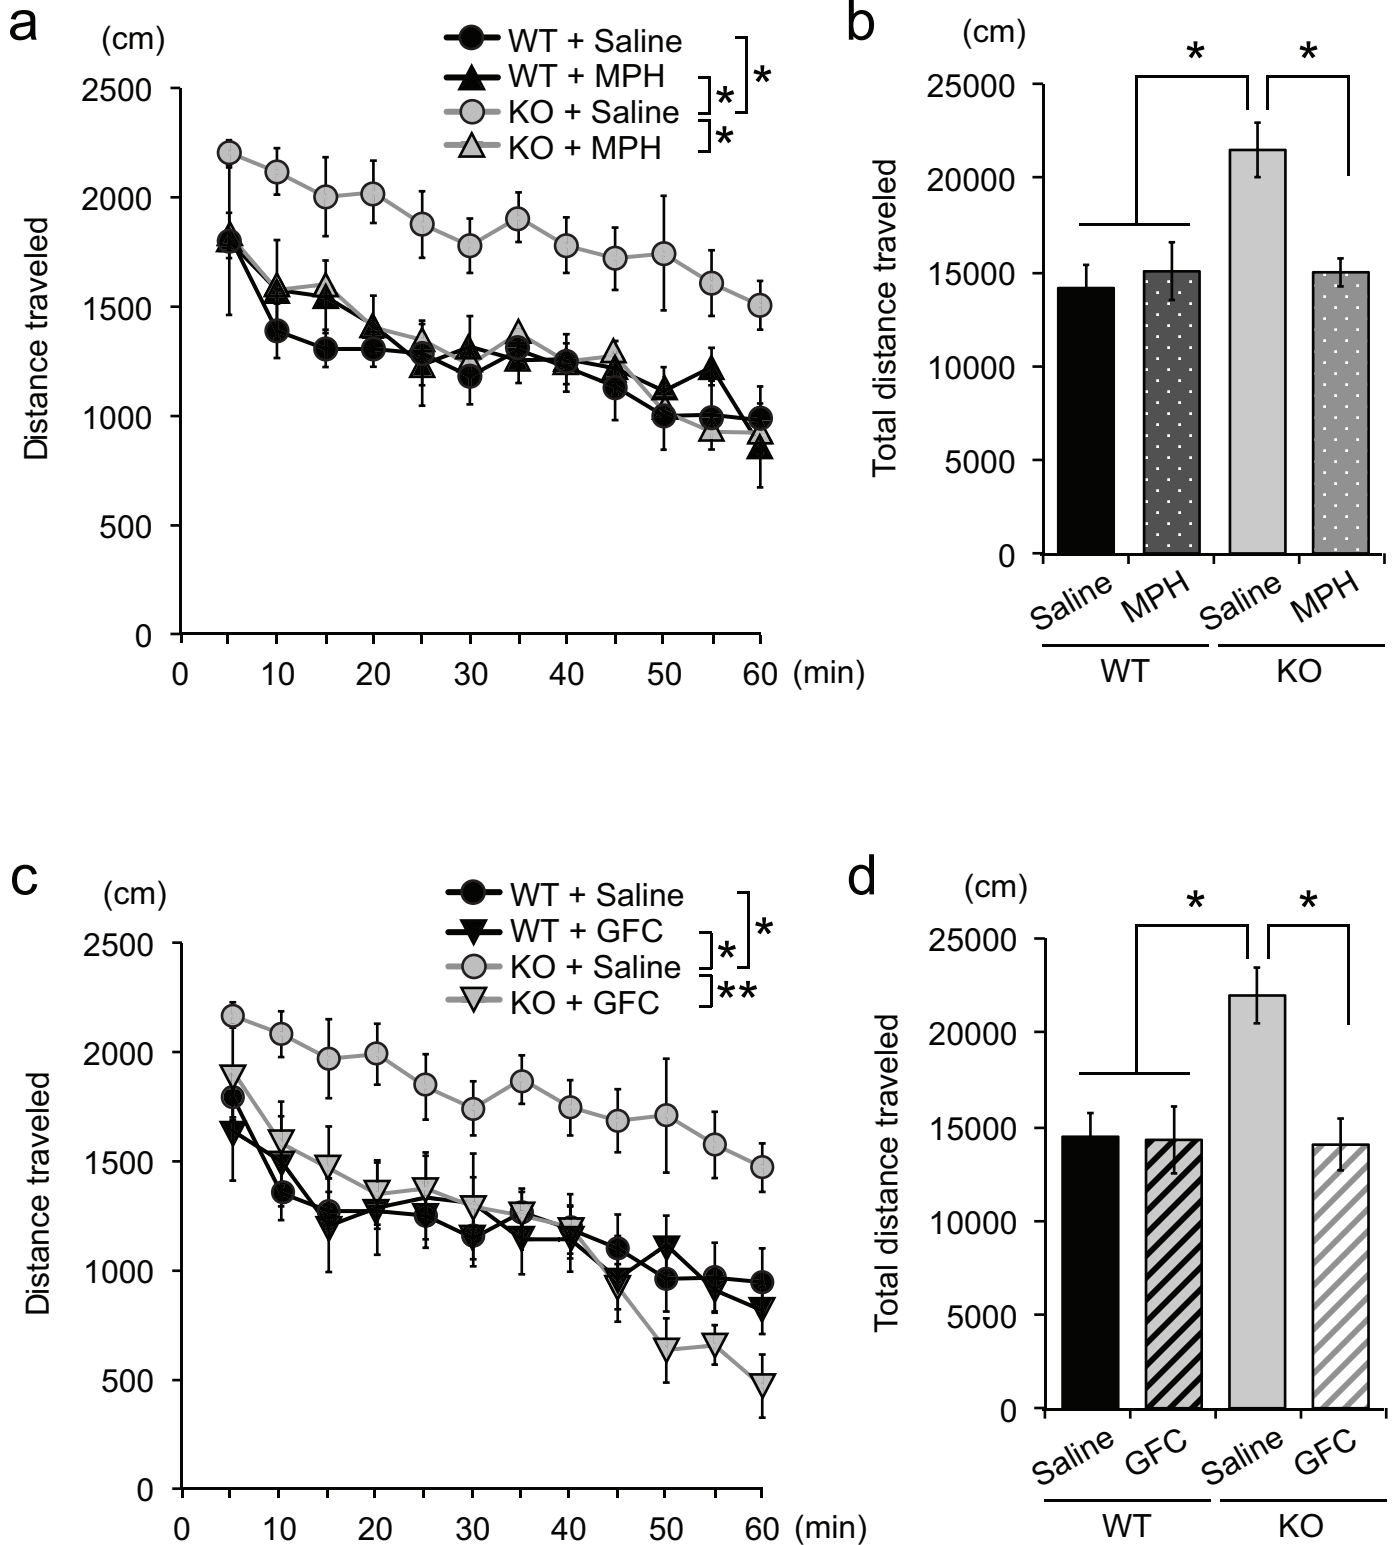 a
(cm)
WT + Saline
WT + MPH
KO + Saline
KO + MPH
*
*
*
2500
2000
1500
1000
500
0
Distance traveled
0 10 20 30 40 50 60 (min)
b
(cm)
* *
25000
20000
15000
10000
5000
0
Total distance traveled
Saline MPH Saline MPH
WT KO
c
(cm)
WT + Saline
WT + GFC
KO + Saline
KO + GFC
*
*
**
2500
2000
1500
1000
500
0
Distance traveled
0 10 20 30 40 50 60 (min)
d
(cm)
* *
25000
20000
15000
10000
5000
0
Total distance traveled
Saline GFC Saline GFC
WT KO